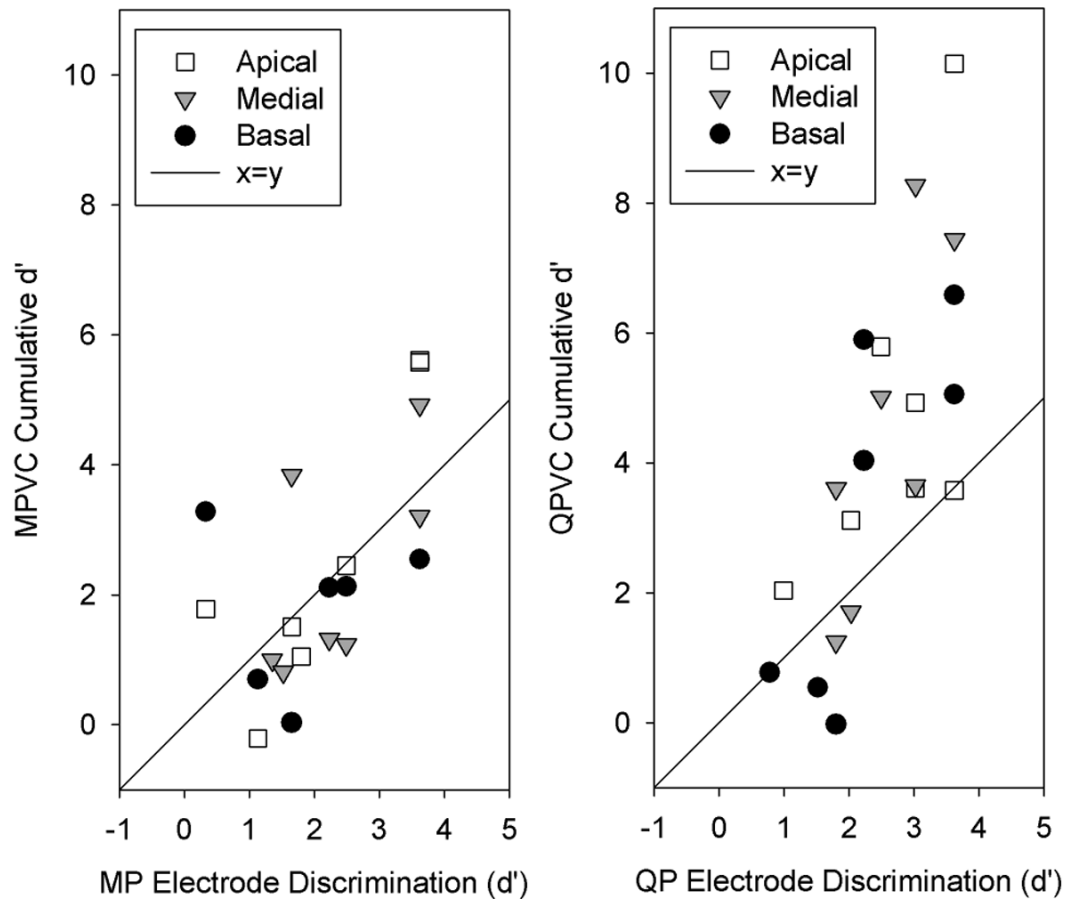 Apical
Medial
Basal
x=y
10
8
6
4
2
0
-1 0 1 2 3 4 5
MPVC Cumulative d'
MP Electrode Discrimination (d')
Apical
Medial
Basal
x=y
10
8
6
4
2
0
-1 0 1 2 3 4 5
QPVC Cumulative d'
QP Electrode Discrimination (d')